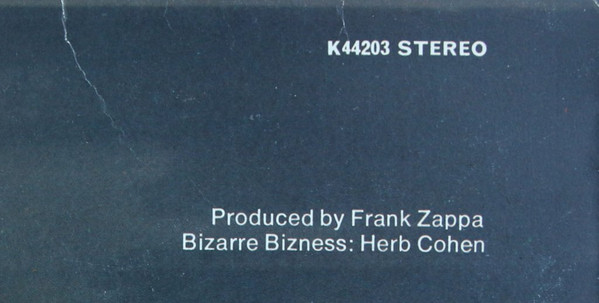 K44203 STEREO
Produced by Frank Zappa
Bizarre Bizness: Herb Cohen